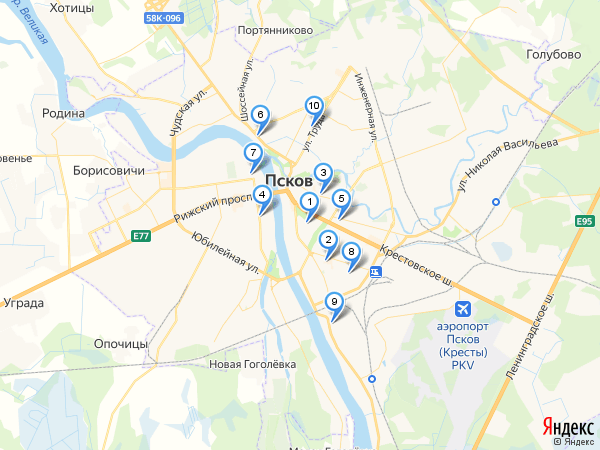 Хотицы
58К-096
р. Великая
Портянниково
Голубово
Шоссейная ул.
Инженерная ул.
Чудская ул.
Родина
10
6
ул. Труда
ул. Николая Васильева
7
Борисовичи
3
Псков
4
1
5
Рижский просп.
E95
E77
2
8
Крестовское ш.
Юбилейная ул.
9
Уграда
аэропорт
Псков
(Кресты)
PKV
Ленинградское ш.
Опочицы
Новая Гоголёвка
Яндекс
© Яндекс